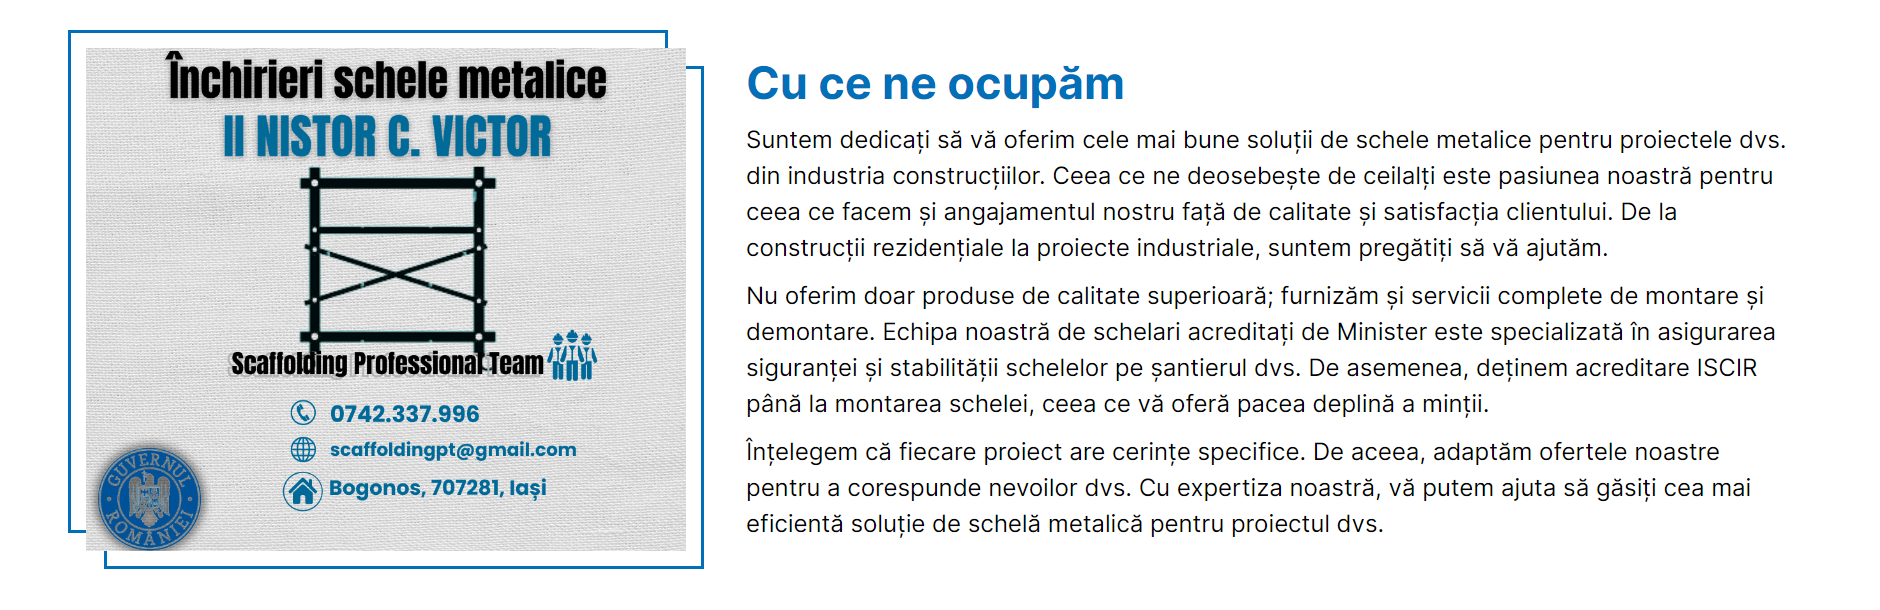 Închirieri schele metalice
II NISTOR C. VICTOR
Scaffolding Professional Team
0742.337.996
scaffoldingpt@gmail.com
Bogonos, 707281, Iași
GUVERNUL
ROMÂNIEI
Cu ce ne ocupăm
Suntem dedicați să vă oferim cele mai bune soluții de schele metalice pentru proiectele dvs.
din industria construcțiilor. Ceea ce ne deosebește de ceilalți este pasiunea noastră pentru
ceea ce facem și angajamentul nostru față de calitate și satisfacția clientului. De la
construcții rezidențiale la proiecte industriale, suntem pregătiți să vă ajutăm.
Nu oferim doar produse de calitate superioară; furnizăm și servicii complete de montare și
demontare. Echipa noastră de schelari acreditați de Minister este specializată în asigurarea
siguranței și stabilității schelelor pe șantierul dvs. De asemenea, deținem acreditare ISCIR
până la montarea schelei, ceea ce vă oferă pacea deplină a minții.
Înțelegem că fiecare proiect are cerințe specifice. De aceea, adaptăm ofertele noastre
pentru a corespunde nevoilor dvs. Cu expertiza noastră, vă putem ajuta să găsiți cea mai
eficientă soluție de schelă metalică pentru proiectul dvs.